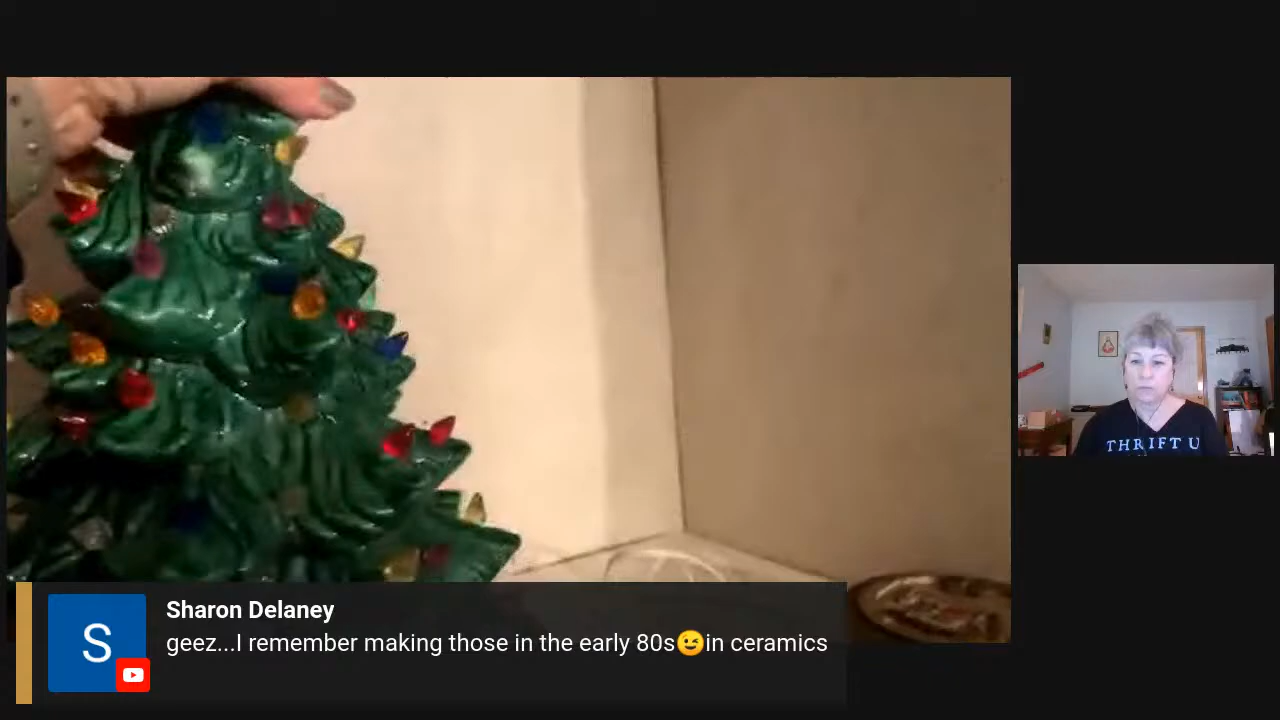 THRIFT U
Sharon Delaney
S
geez...I remember making those in the early 80s😉in ceramics